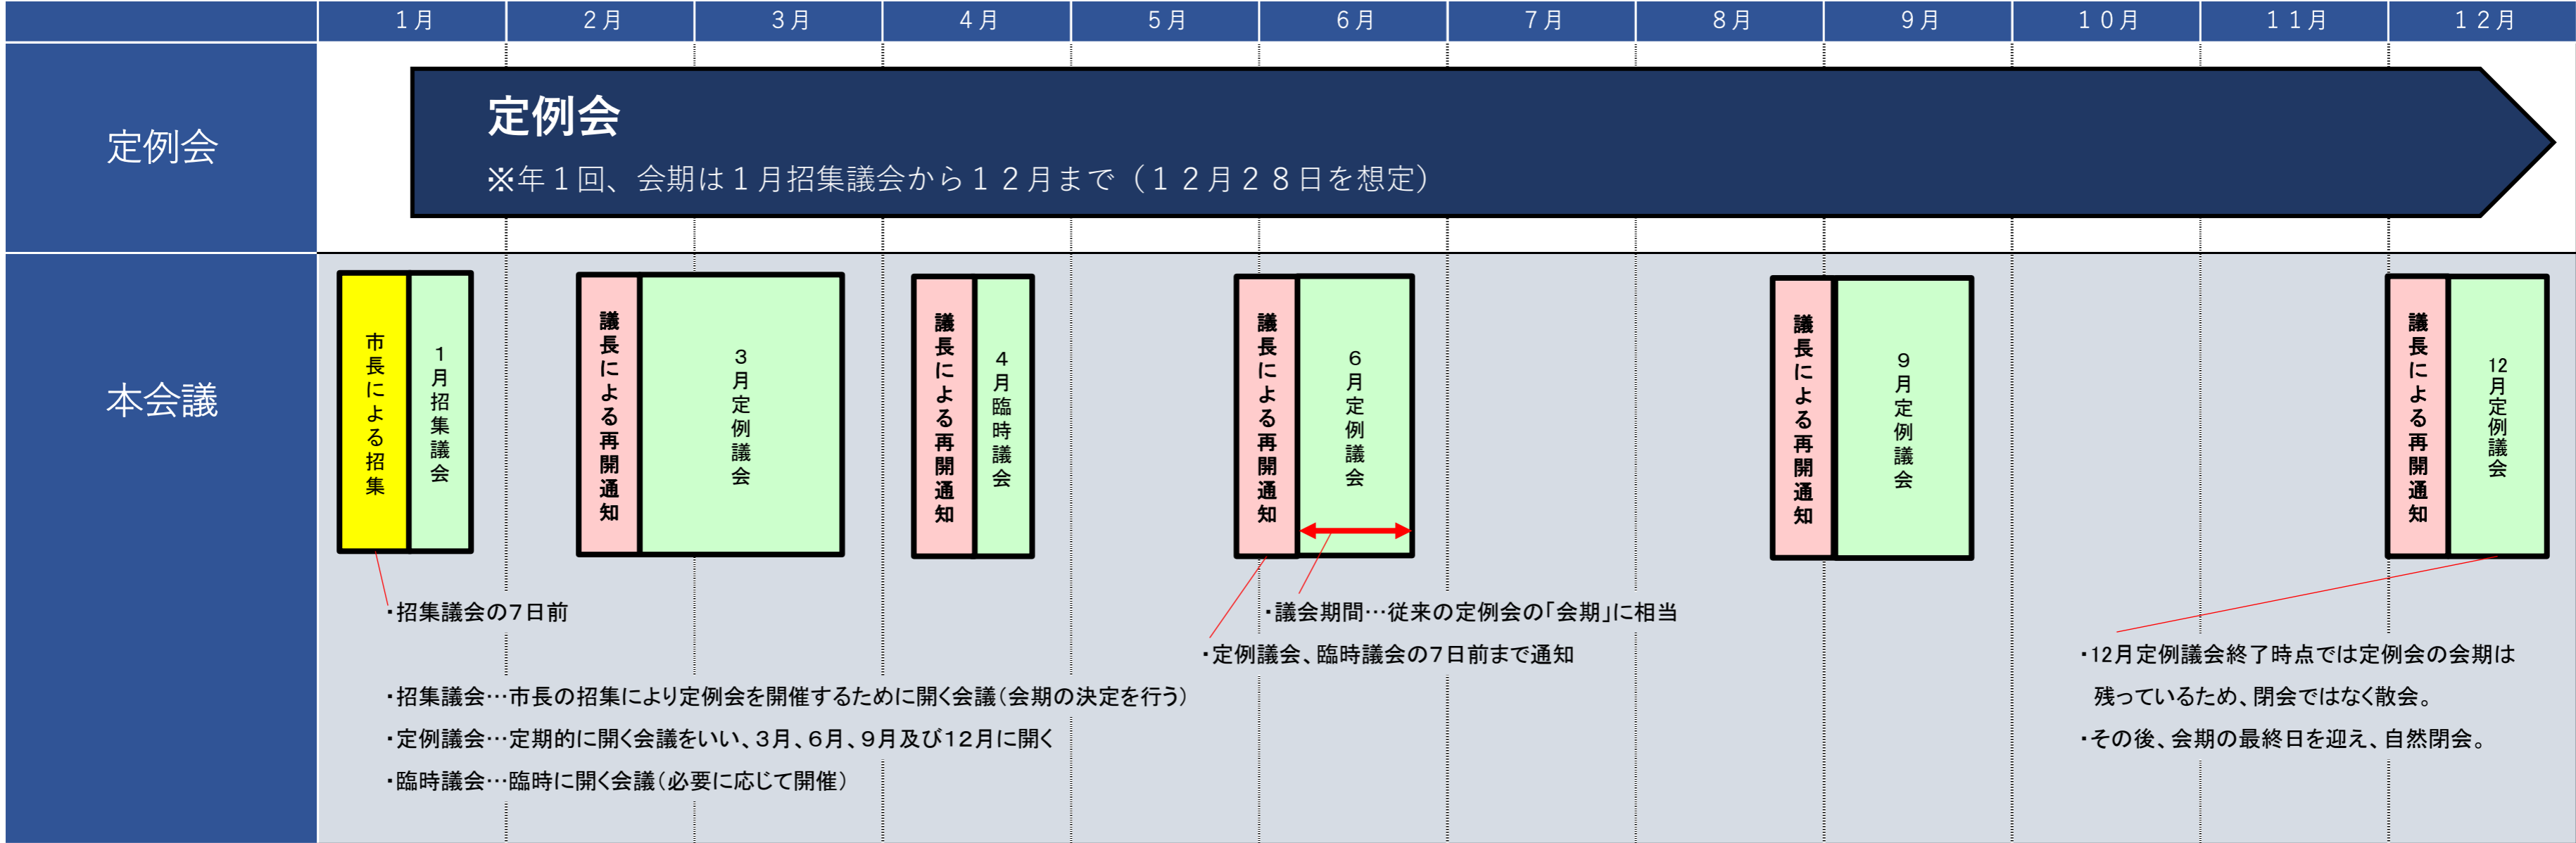 １月
２月
３月
４月
５月
６月
７月
８月
９月
１０月
１１月
１２月
定例会
定例会
※年１回、会期は１月招集議会から１２月まで（１２月２８日を想定）
本会議
市長による招集
１月招集議会
議長による再開通知
３月定例議会
議長による再開通知
４月臨時議会
議長による再開通知
６月定例議会
議長による再開通知
９月定例議会
議長による再開通知
12月定例議会
・招集議会の７日前
・議会期間…従来の定例会の「会期」に相当
・定例議会、臨時議会の７日前まで通知
・招集議会…市長の招集により定例会を開催するために開く会議（会期の決定を行う）
・定例議会…定期的に開く会議をいい、３月、６月、９月及び１２月に開く
・臨時議会…臨時に開く会議（必要に応じて開催）
・12月定例議会終了時点では定例会の会期は
残っているため、閉会ではなく散会。
・その後、会期の最終日を迎え、自然閉会。